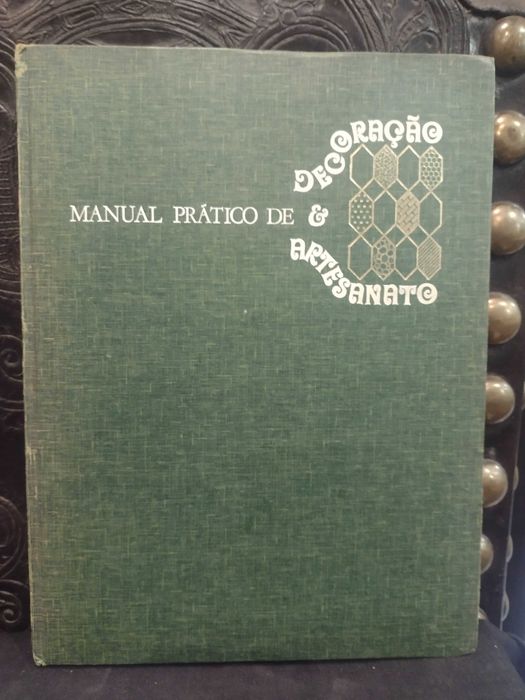 MANUAL PRÁTICO DE
DECORAÇÃO
&
ARTESANATO